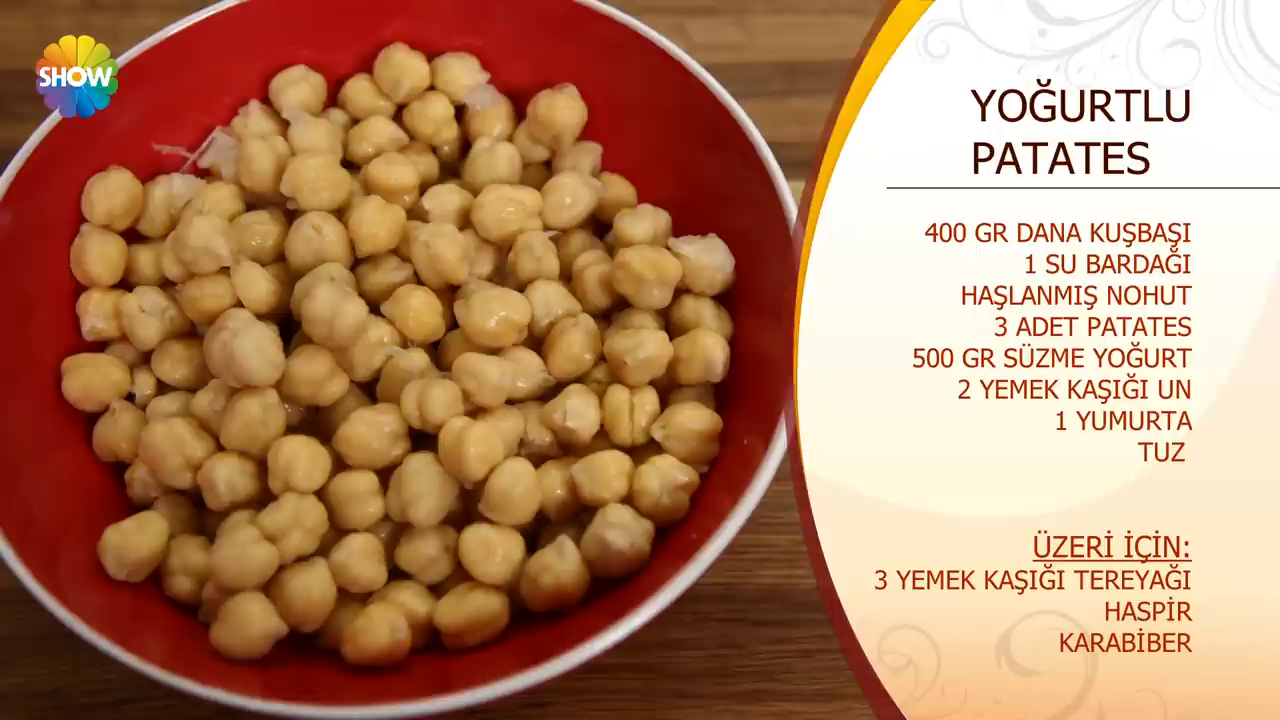 SHOW
YOĞURTLU
PATATES
400 GR DANA KUŞBAŞI
1 SU BARDAĞI
HAŞLANMIŞ NOHUT
3 ADET PATATES
500 GR SÜZME YOĞURT
2 YEMEK KAŞIĞI UN
1 YUMURTA
TUZ
ÜZERİ İÇİN:
3 YEMEK KAŞIĞI TEREYAĞI
HASPİR
KARABİBER